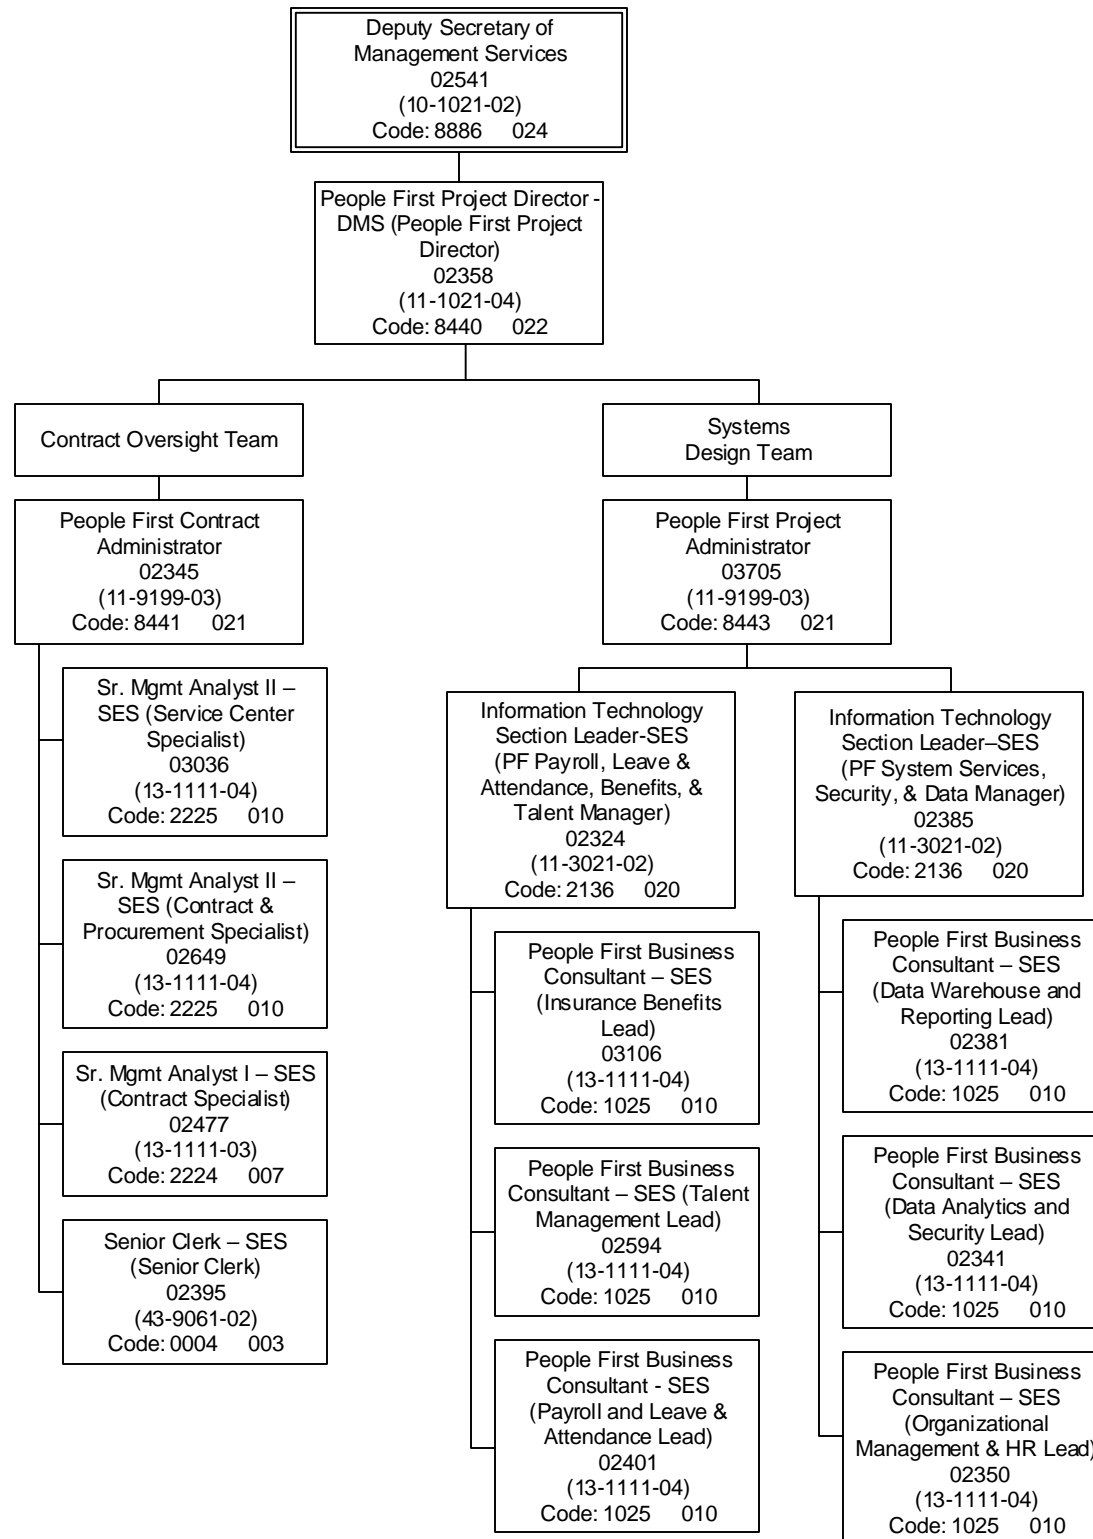 Deputy Secretary of
Management Services
02541
(10-1021-02)
Code: 8886 024
People First Project Director -
DMS (People First Project
Director)
02358
(11-1021-04)
Code: 8440 022
Contract Oversight Team
Systems
Design Team
People First Contract
Administrator
02345
(11-9199-03)
Code: 8441 021
People First Project
Administrator
03705
(11-9199-03)
Code: 8443 021
Sr. Mgmt Analyst II –
SES (Service Center
Specialist)
03036
(13-1111-04)
Code: 2225 010
Sr. Mgmt Analyst II –
SES (Contract &
Procurement Specialist)
02649
(13-1111-04)
Code: 2225 010
Sr. Mgmt Analyst I – SES
(Contract Specialist)
02477
(13-1111-03)
Code: 2224 007
Senior Clerk – SES
(Senior Clerk)
02395
(43-9061-02)
Code: 0004 003
Information Technology
Section Leader-SES
(PF Payroll, Leave &
Attendance, Benefits, &
Talent Manager)
02324
(11-3021-02)
Code: 2136 020
People First Business
Consultant – SES
(Insurance Benefits
Lead)
03106
(13-1111-04)
Code: 1025 010
People First Business
Consultant – SES (Talent
Management Lead)
02594
(13-1111-04)
Code: 1025 010
People First Business
Consultant - SES
(Payroll and Leave &
Attendance Lead)
02401
(13-1111-04)
Code: 1025 010
Information Technology
Section Leader–SES
(PF System Services,
Security, & Data Manager)
02385
(11-3021-02)
Code: 2136 020
People First Business
Consultant – SES
(Data Warehouse and
Reporting Lead)
02381
(13-1111-04)
Code: 1025 010
People First Business
Consultant – SES
(Data Analytics and
Security Lead)
02341
(13-1111-04)
Code: 1025 010
People First Business
Consultant – SES
(Organizational
Management & HR Lead)
02350
(13-1111-04)
Code: 1025 010